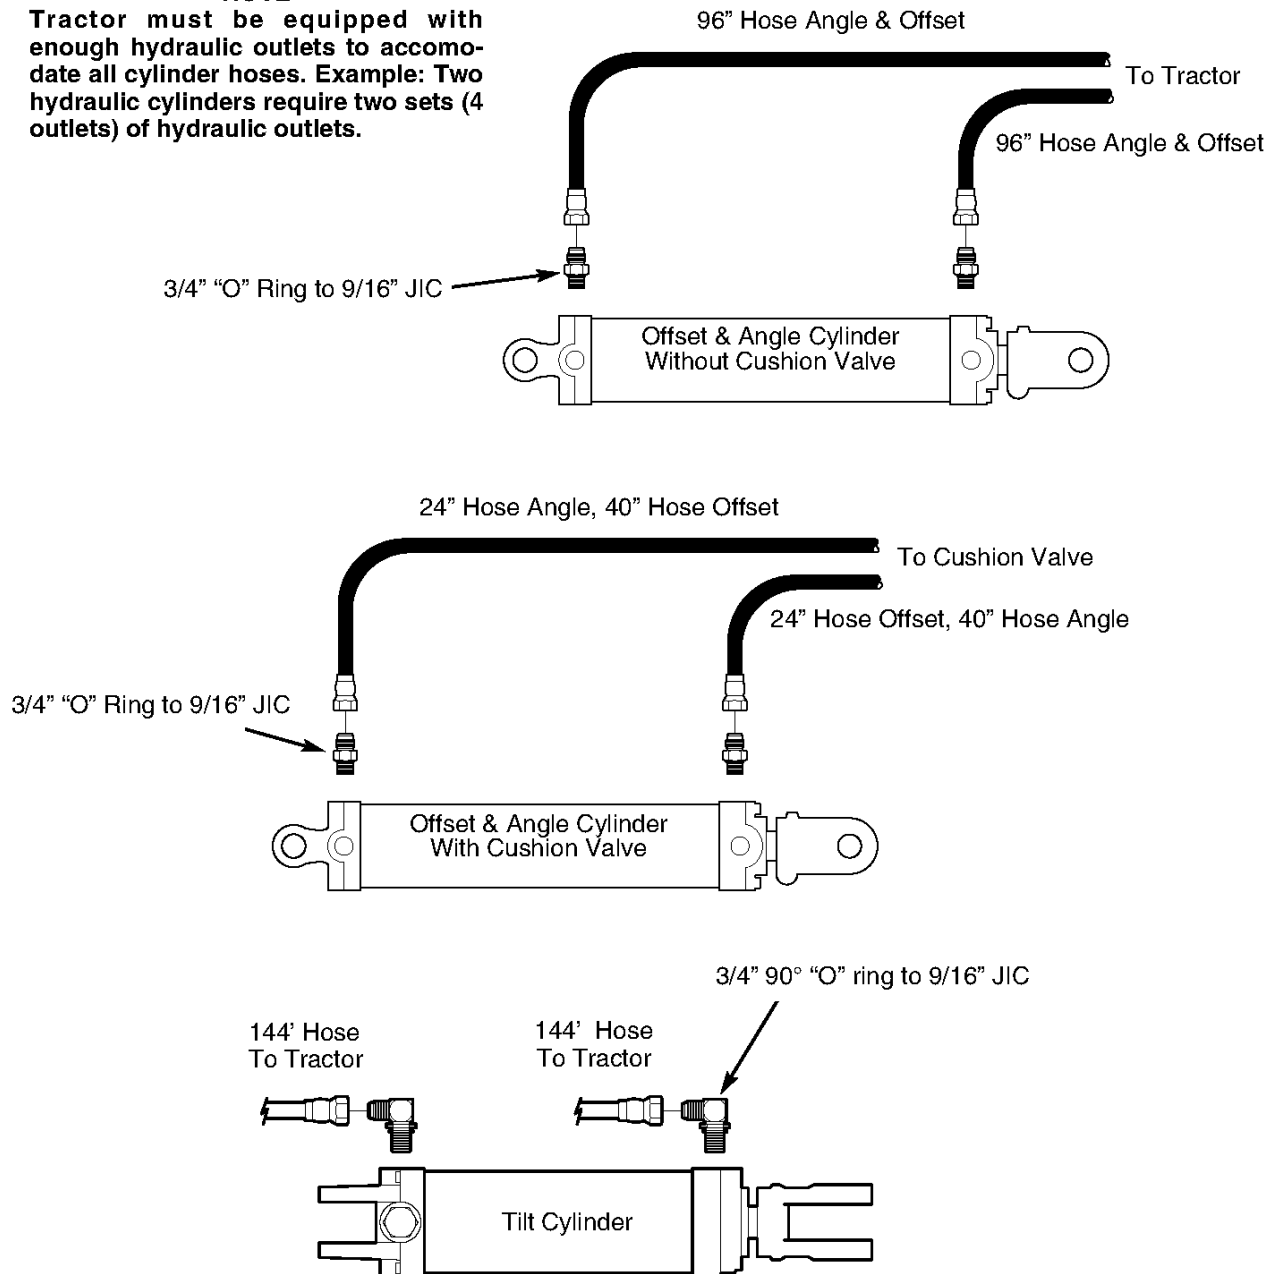 Tractor must be equipped with
enough hydraulic outlets to accomo-
date all cylinder hoses. Example: Two
hydraulic cylinders require two sets (4
outlets) of hydraulic outlets.
96” Hose Angle & Offset
To Tractor
96” Hose Angle & Offset
3/4” “O” Ring to 9/16” JIC
Offset & Angle Cylinder
Without Cushion Valve
24” Hose Angle, 40” Hose Offset
To Cushion Valve
24” Hose Offset, 40” Hose Angle
3/4” “O” Ring to 9/16” JIC
Offset & Angle Cylinder
With Cushion Valve
3/4” 90° “O” ring to 9/16” JIC
144’ Hose
To Tractor
144’ Hose
To Tractor
Tilt Cylinder